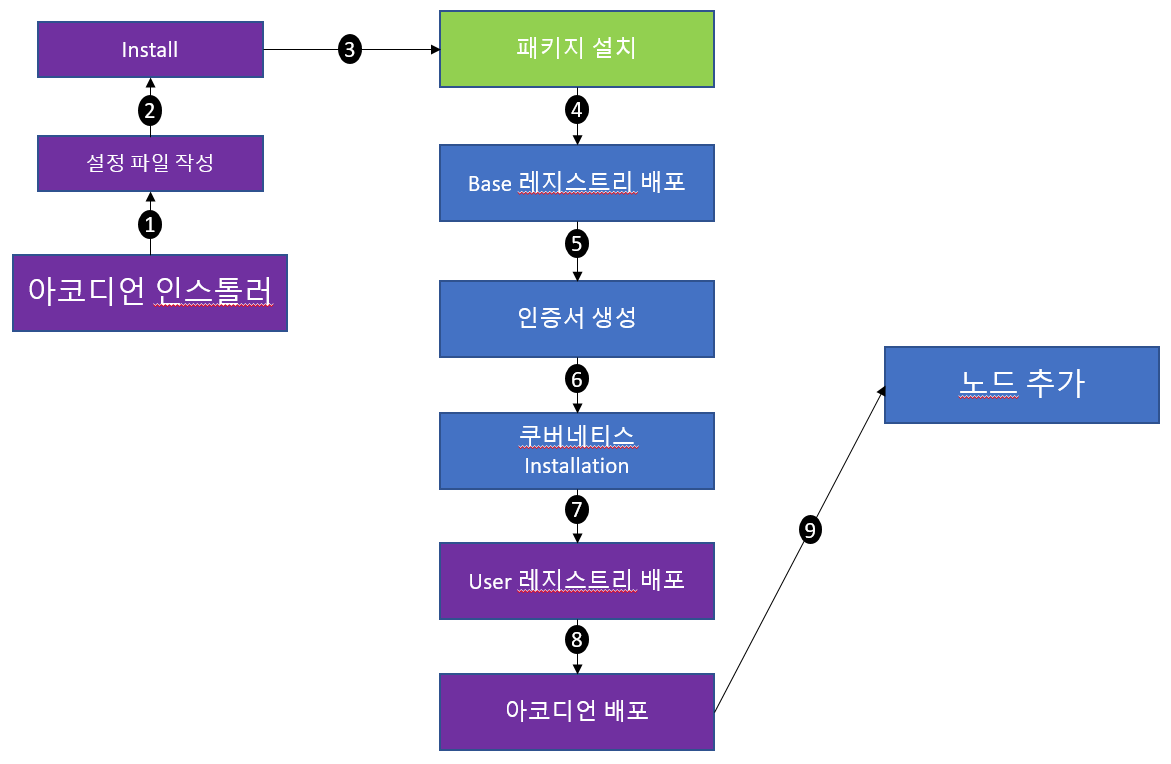 아코디언 인스톨러
1
설정 파일 작성
2
Install
3
패키지 설치
4
Base 레지스트리 배포
5
인증서 생성
6
쿠버네티스
Installation
7
User 레지스트리 배포
8
아코디언 배포
9
노드 추가